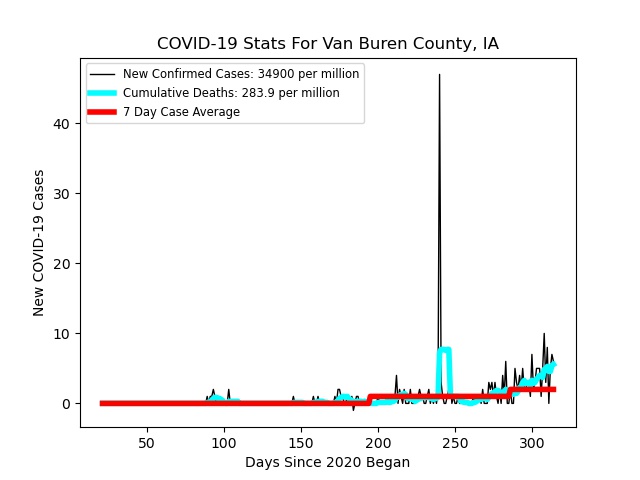 COVID-19 Stats For Van Buren County, IA
New Confirmed Cases: 34900 per million
Cumulative Deaths: 283.9 per million
7 Day Case Average
New COVID-19 Cases
40
30
20
10
0
50 100 150 200 250 300
Days Since 2020 Began